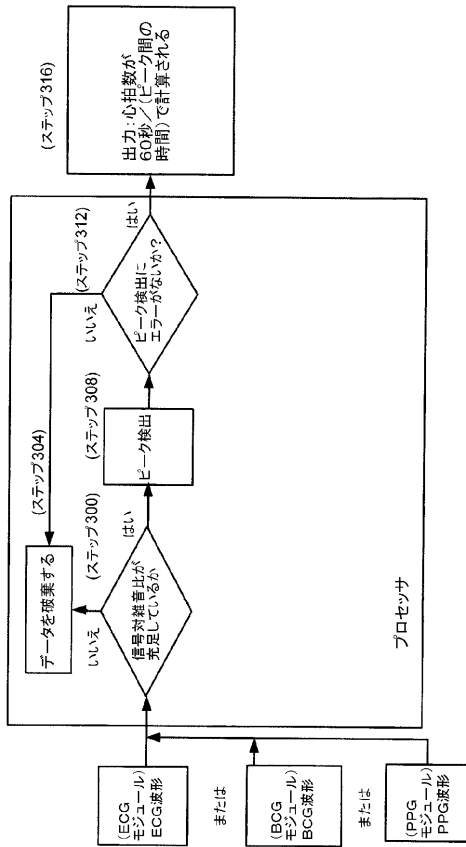 (ECG
モジュール)
ECG波形
または
(BCG
モジュール)
BCG波形
または
(PPG
モジュール)
PPG波形
プロセッサ
信号対雑音比が
充足しているか
(ステップ300)
いいえ
はい
データを破棄する
(ステップ304)
ピーク検出
(ステップ308)
ピーク検出に
エラーがないか?
(ステップ312)
いいえ
はい
出力:心拍数が
60秒/(ピーク間の
時間)で計算される
(ステップ316)